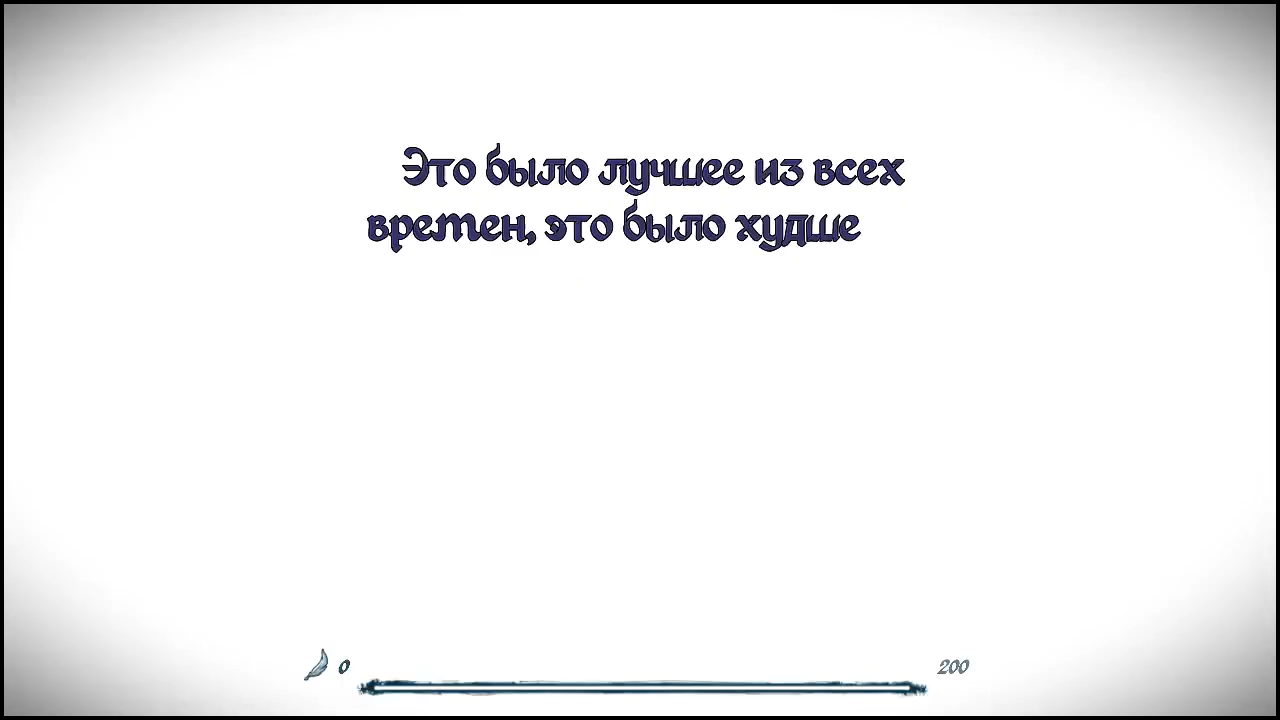 Это было лучшее из всех
времен, это было худше
0
200